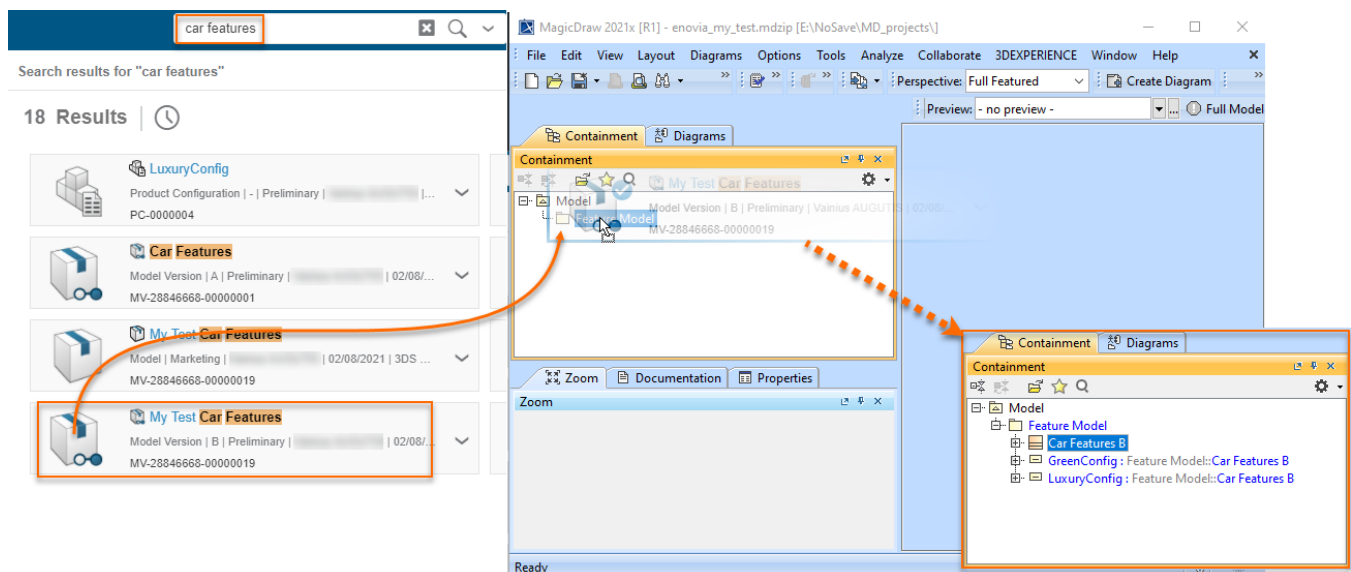 car features
Search results for "car features"
18 Results
LuxuryConfig
Product Configuration | - | Preliminary | |...
PC-0000004
Car Features
Model Version | A | Preliminary | | 02/08/...
MV-28846668-00000001
My Test Car Features
Model | Marketing | | 02/08/2021 | 3DS ...
MV-28846668-00000019
My Test Car Features
Model Version | B | Preliminary | | 02/08/...
MV-28846668-00000019
MagicDraw 2021x [R1] - enovia_my_test.mdzip [E:\NoSave\MD_projects\]
File Edit View Layout Diagrams Options Tools Analyze Collaborate 3DEXPERIENCE Window Help
Perspective: Full Featured Create Diagram
Preview: - no preview - ... Full Model
Containment Diagrams
Containment
My Test Car Features
Model
Model Version | B | Preliminary | Vainius AUGUTIS | 02/08/...
Feature Model
MV-28846668-00000019
Zoom Documentation Properties
Zoom
Ready
Containment Diagrams
Containment
Model
Feature Model
Car Features B
GreenConfig : Feature Model::Car Features B
LuxuryConfig : Feature Model::Car Features B